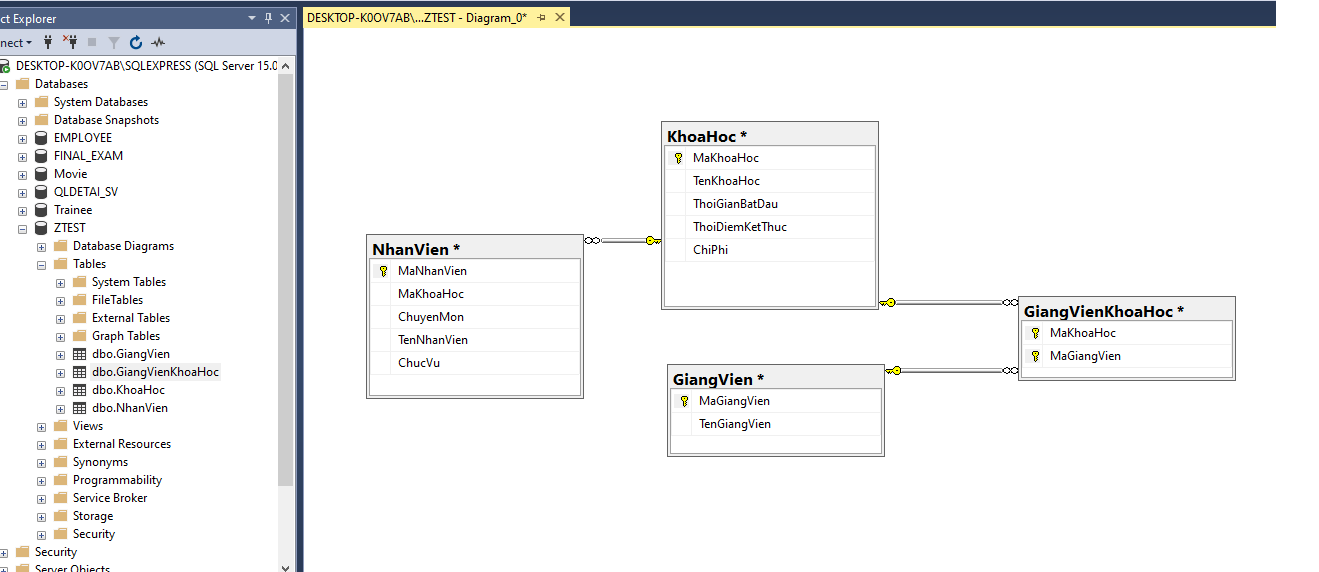 ct Explorer
nect
DESKTOP-K0OV7AB\SQLEXPRESS (SQL Server 15.0
Databases
System Databases
Database Snapshots
EMPLOYEE
FINAL_EXAM
Movie
QLDETAI_SV
Trainee
ZTEST
Database Diagrams
Tables
System Tables
FileTables
External Tables
Graph Tables
dbo.GiangVien
dbo.GiangVienKhoaHoc
dbo.KhoaHoc
dbo.NhanVien
Views
External Resources
Synonyms
Programmability
Service Broker
Storage
Security
Security
Server Objects
DESKTOP-K0OV7AB\...ZTEST - Diagram_0*
KhoaHoc *
MaKhoaHoc
TenKhoaHoc
ThoiGianBatDau
ThoiDiemKetThuc
ChiPhi
NhanVien *
MaNhanVien
MaKhoaHoc
ChuyenMon
TenNhanVien
ChucVu
GiangVienKhoaHoc *
MaKhoaHoc
MaGiangVien
GiangVien *
MaGiangVien
TenGiangVien